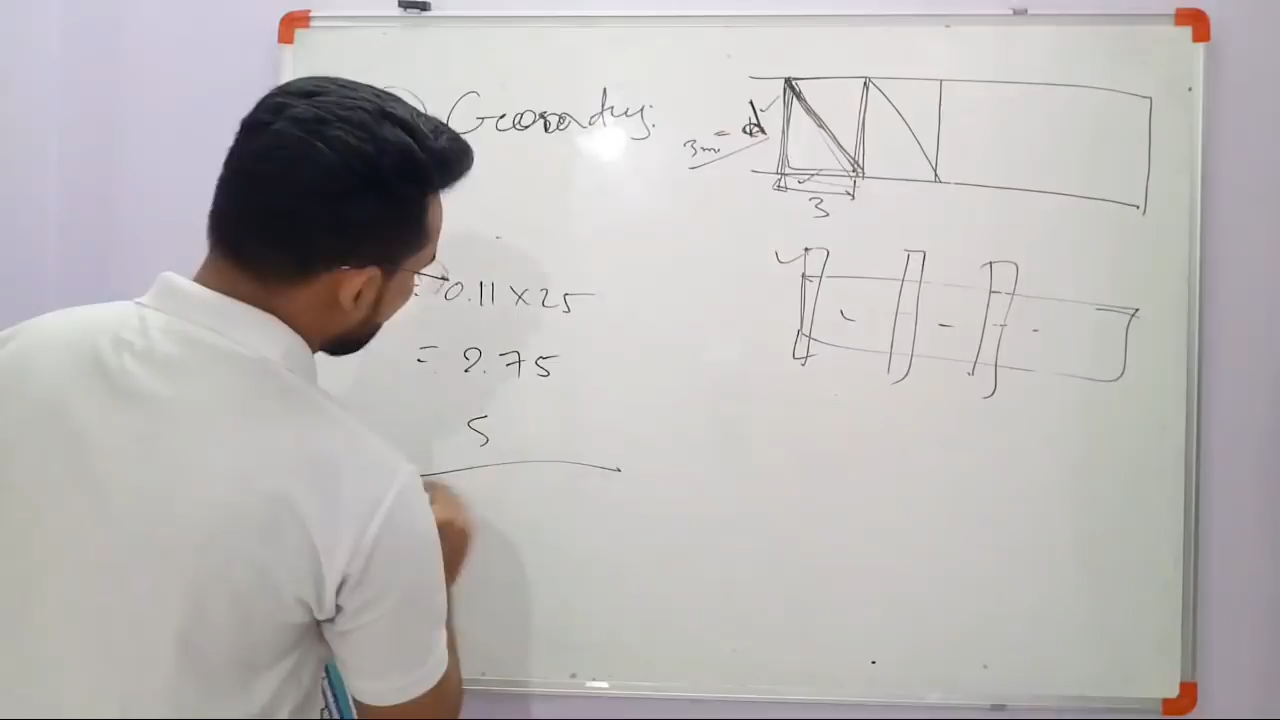 Geometry:
= 0.11 × 25
= 2.75
5
3m = d
3